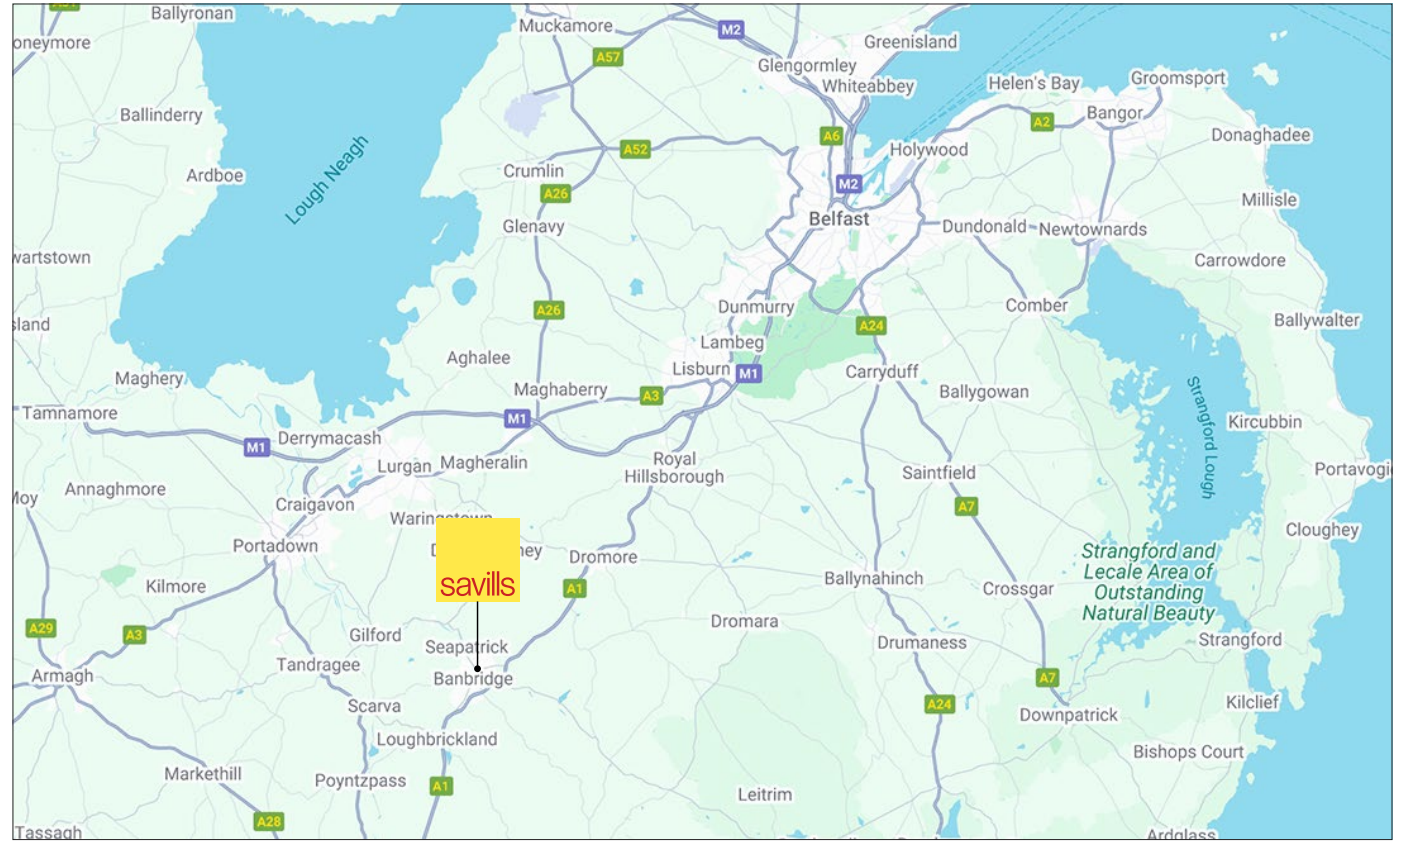 Ballyronan
Muckamore
M2
Greenisland
oneymore
A57
Glengormley
Helen's Bay
Groomsport
Whiteabbey
Ballinderry
A2
Bangor
A6
Donaghadee
A52
Holywood
Lough Neagh
Crumlin
Ardboe
M2
A26
Millisle
Belfast
Glenavy
Dundonald
Newtownards
wartstown
Carrowdore
Dunmurry
Comber
A26
sland
A24
Ballywalter
Lambeg
Aghalee
Lisburn
M1
Carryduff
Maghery
Maghaberry
A3
Ballygowan
Strangford Lough
Tamnamore
M1
Kircubbin
Derrymacash
M1
Lurgan
Magheralin
Royal
Hillsborough
Saintfield
Portavogi
Moy
Annaghmore
Craigavon
A7
Waringstown
Cloughey
Portadown
D
ney
Dromore
Strangford and
Lecale Area of
Outstanding
Natural Beauty
savills
Kilmore
A1
Ballynahinch
Crossgar
A29
A3
Gilford
Dromara
Seapatrick
Drumaness
Strangford
Tandragee
Armagh
Banbridge
A7
Scarva
A24
Kilclief
Downpatrick
Loughbrickland
Bishops Court
Markethill
Poyntzpass
A1
Leitrim
A28
Tassagh
Ardglass